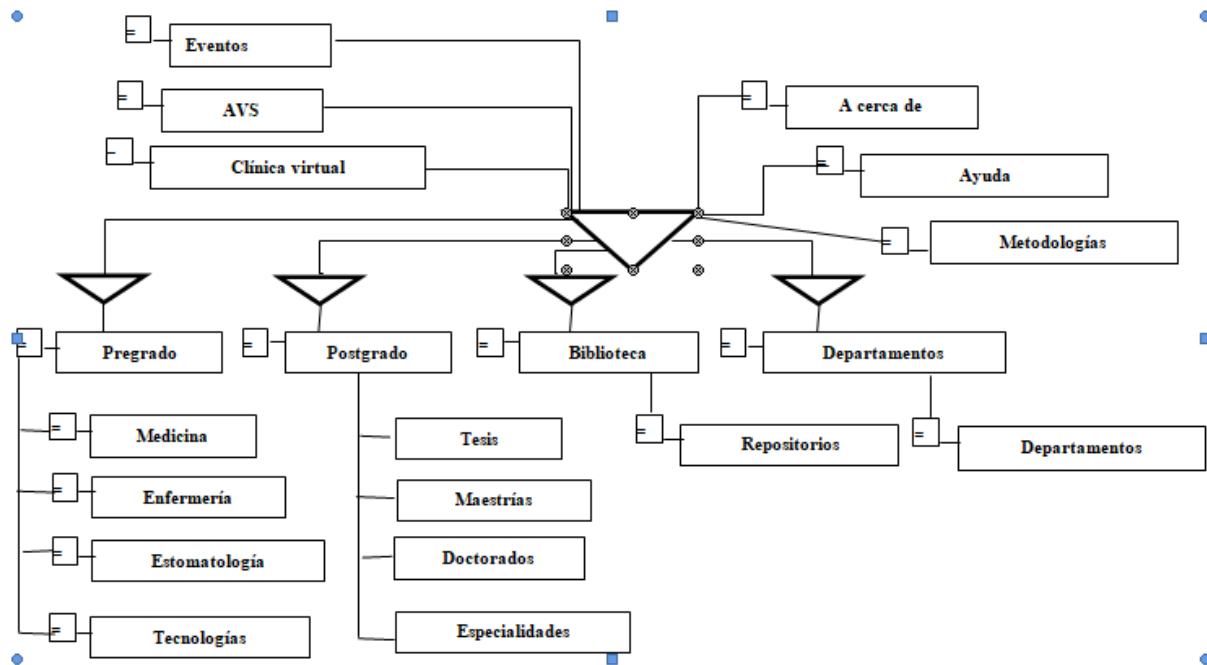 =
Eventos
=
AVS
=
A cerca de
–
Clínica virtual
=
Ayuda
=
Metodologías
=
Pregrado
=
Postgrado
=
Biblioteca
=
Departamentos
=
Medicina
Tesis
=
Repositorios
=
Departamentos
=
Enfermería
Maestrías
=
Estomatología
Doctorados
=
Tecnologías
Especialidades